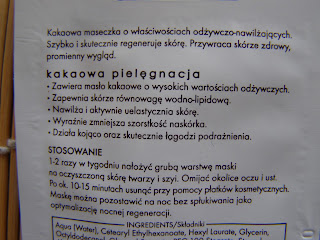 Kakaowa maseczka o właściwościach odżywczo-nawilżających.
Szybko i skutecznie regeneruje skórę. Przywraca skórze zdrowy,
promienny wygląd.
kakaowa pielęgnacja
• Zawiera masło kakaowe o wysokich wartościach odżywczych.
• Zapewnia skórze równowagę wodno-lipidową.
• Nawilża i aktywnie uelastycznia skórę.
• Wyraźnie zmniejsza szorstkość naskórka.
• Działa kojąco oraz skutecznie łagodzi podrażnienia.
STOSOWANIE
1-2 razy w tygodniu nałożyć grubą warstwę maski
na oczyszczoną skórę twarzy i szyi. Omijać okolice oczu i ust.
Po ok. 10-15 minutach usunąć przy pomocy płatków kosmetycznych.
Maskę można pozostawić na noc bez spłukiwania jako
optymalizację nocnej regeneracji.
INGREDIENTS/Składniki
Aqua (Water), Cetearyl Ethylhexanoate, Hexyl Laurate, Glycerin,